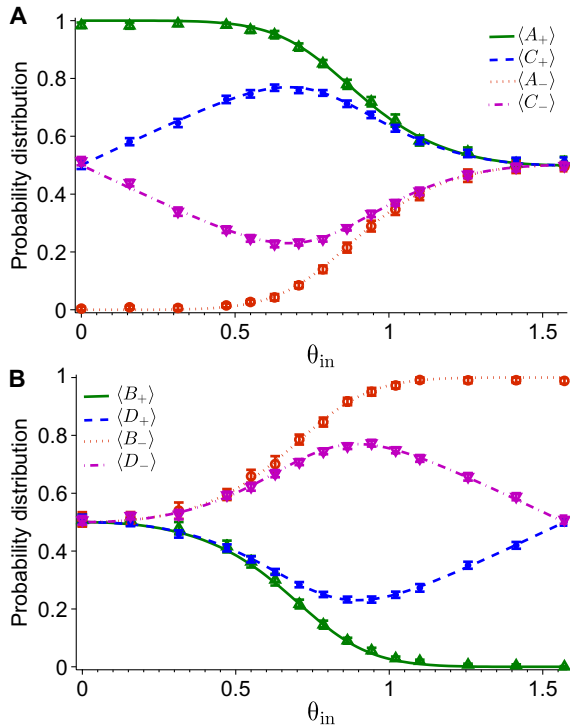 A
Probability distribution
1
0.8
0.6
0.4
0.2
0
⟨A₊⟩
⟨C₊⟩
⟨A₋⟩
⟨C₋⟩
0 0.5 1 1.5
θin
B
Probability distribution
1
0.8
0.6
0.4
0.2
0
⟨B₊⟩
⟨D₊⟩
⟨B₋⟩
⟨D₋⟩
0 0.5 1 1.5
θin